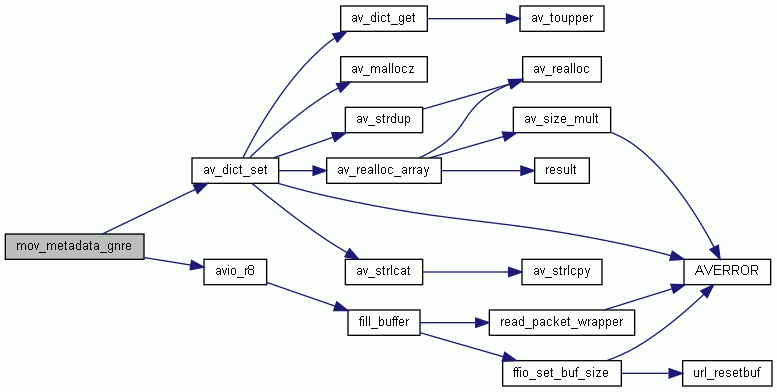 av_dict_get
av_toupper
av_mallocz
av_realloc
av_strdup
av_size_mult
av_dict_set
av_realloc_array
result
mov_metadata_gnre
avio_r8
av_strlcat
av_strlcpy
AVERROR
fill_buffer
read_packet_wrapper
ffio_set_buf_size
url_resetbuf